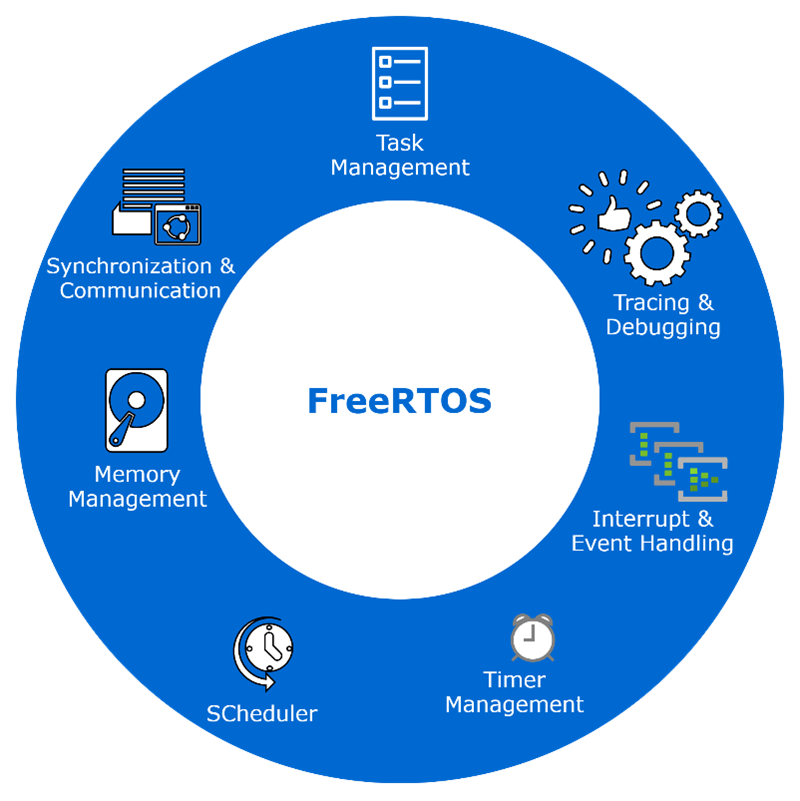 Task
Management
Tracing &
Debugging
Interrupt &
Event Handling
Timer
Management
SCheduler
Memory
Management
Synchronization &
Communication
FreeRTOS